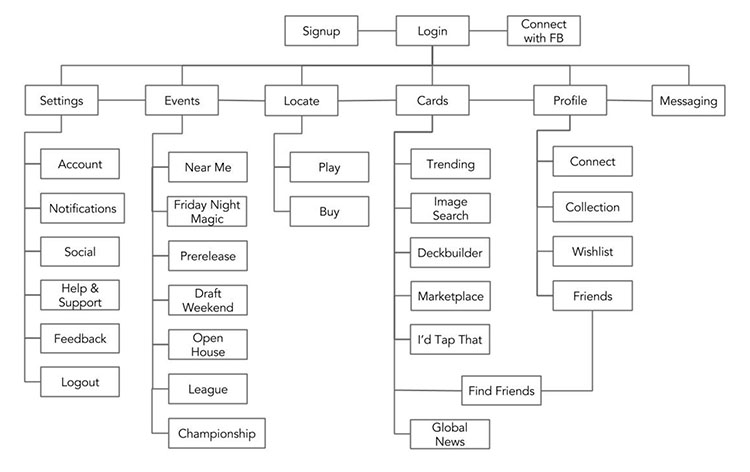 Signup
Login
Connect
with FB
Settings
Events
Locate
Cards
Profile
Messaging
Account
Notifications
Social
Help &
Support
Feedback
Logout
Near Me
Friday Night
Magic
Prerelease
Draft
Weekend
Open
House
League
Championship
Play
Buy
Trending
Image
Search
Deckbuilder
Marketplace
I'd Tap That
Find Friends
Global
News
Connect
Collection
Wishlist
Friends